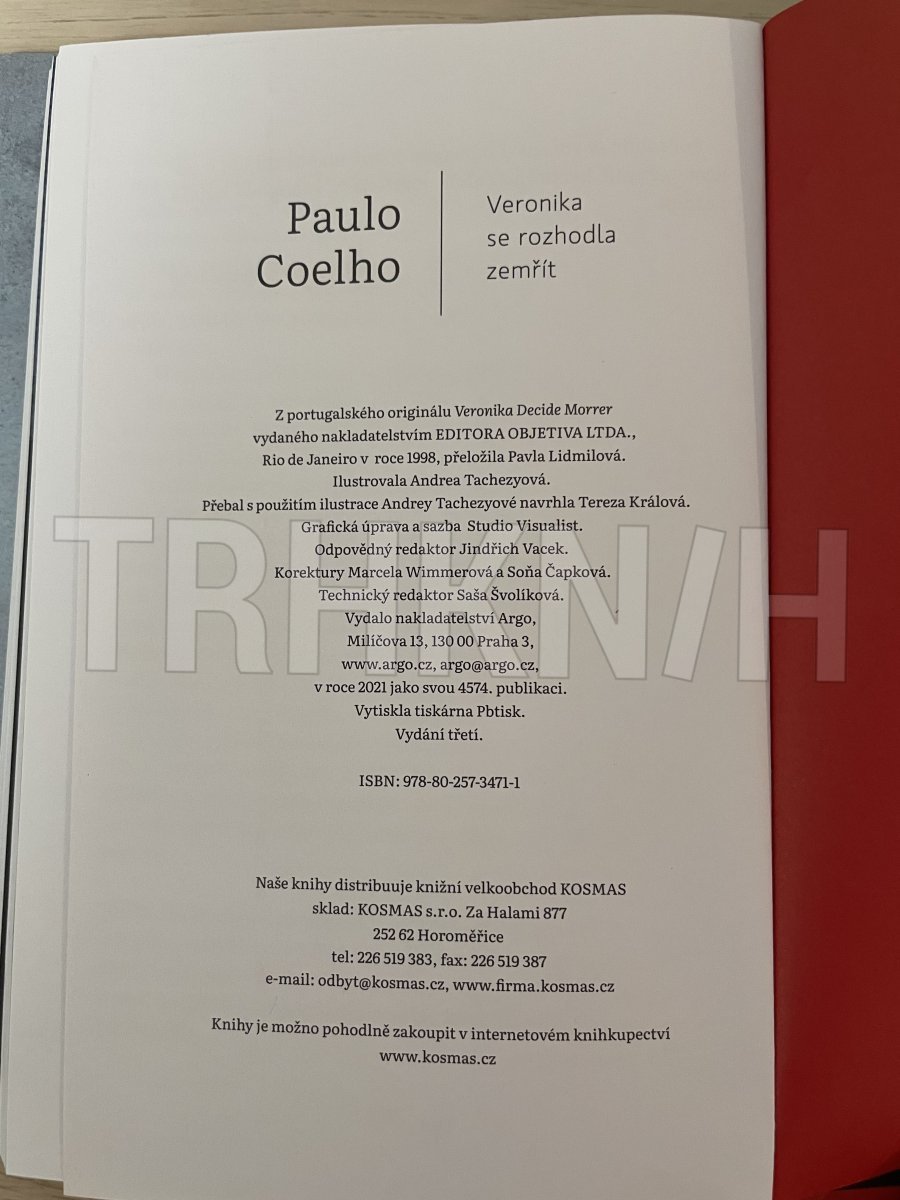 Paulo
Coelho
Veronika
se rozhodla
zemřít
Z portugalského originálu Veronika Decide Morrer
vydaného nakladatelstvím EDITORA OBJETIVA LTDA.,
Rio de Janeiro v roce 1998, přeložila Pavla Lidmilová.
Ilustrovala Andrea Tachezyová.
Přebal s použitím ilustrace Andrey Tachezyové navrhla Tereza Králová.
Grafická úprava a sazba Studio Visualist.
Odpovědný redaktor Jindřich Vacek.
Korektury Marcela Wimmerová a Soňa Čapková.
Technický redaktor Saša Švolíková.
Vydalo nakladatelství Argo,
Milíčova 13, 130 00 Praha 3,
www.argo.cz, argo@argo.cz,
v roce 2021 jako svou 4574. publikaci.
Vytiskla tiskárna Pbtisk.
Vydání třetí.
ISBN: 978-80-257-3471-1
Naše knihy distribuuje knižní velkoobchod KOSMAS
sklad: KOSMAS s.r.o. Za Halami 877
252 62 Horoměřice
tel: 226 519 383, fax: 226 519 387
e-mail: odbyt@kosmas.cz, www.firma.kosmas.cz
Knihy je možno pohodlně zakoupit v internetovém knihkupectví
www.kosmas.cz
TRHKN/H